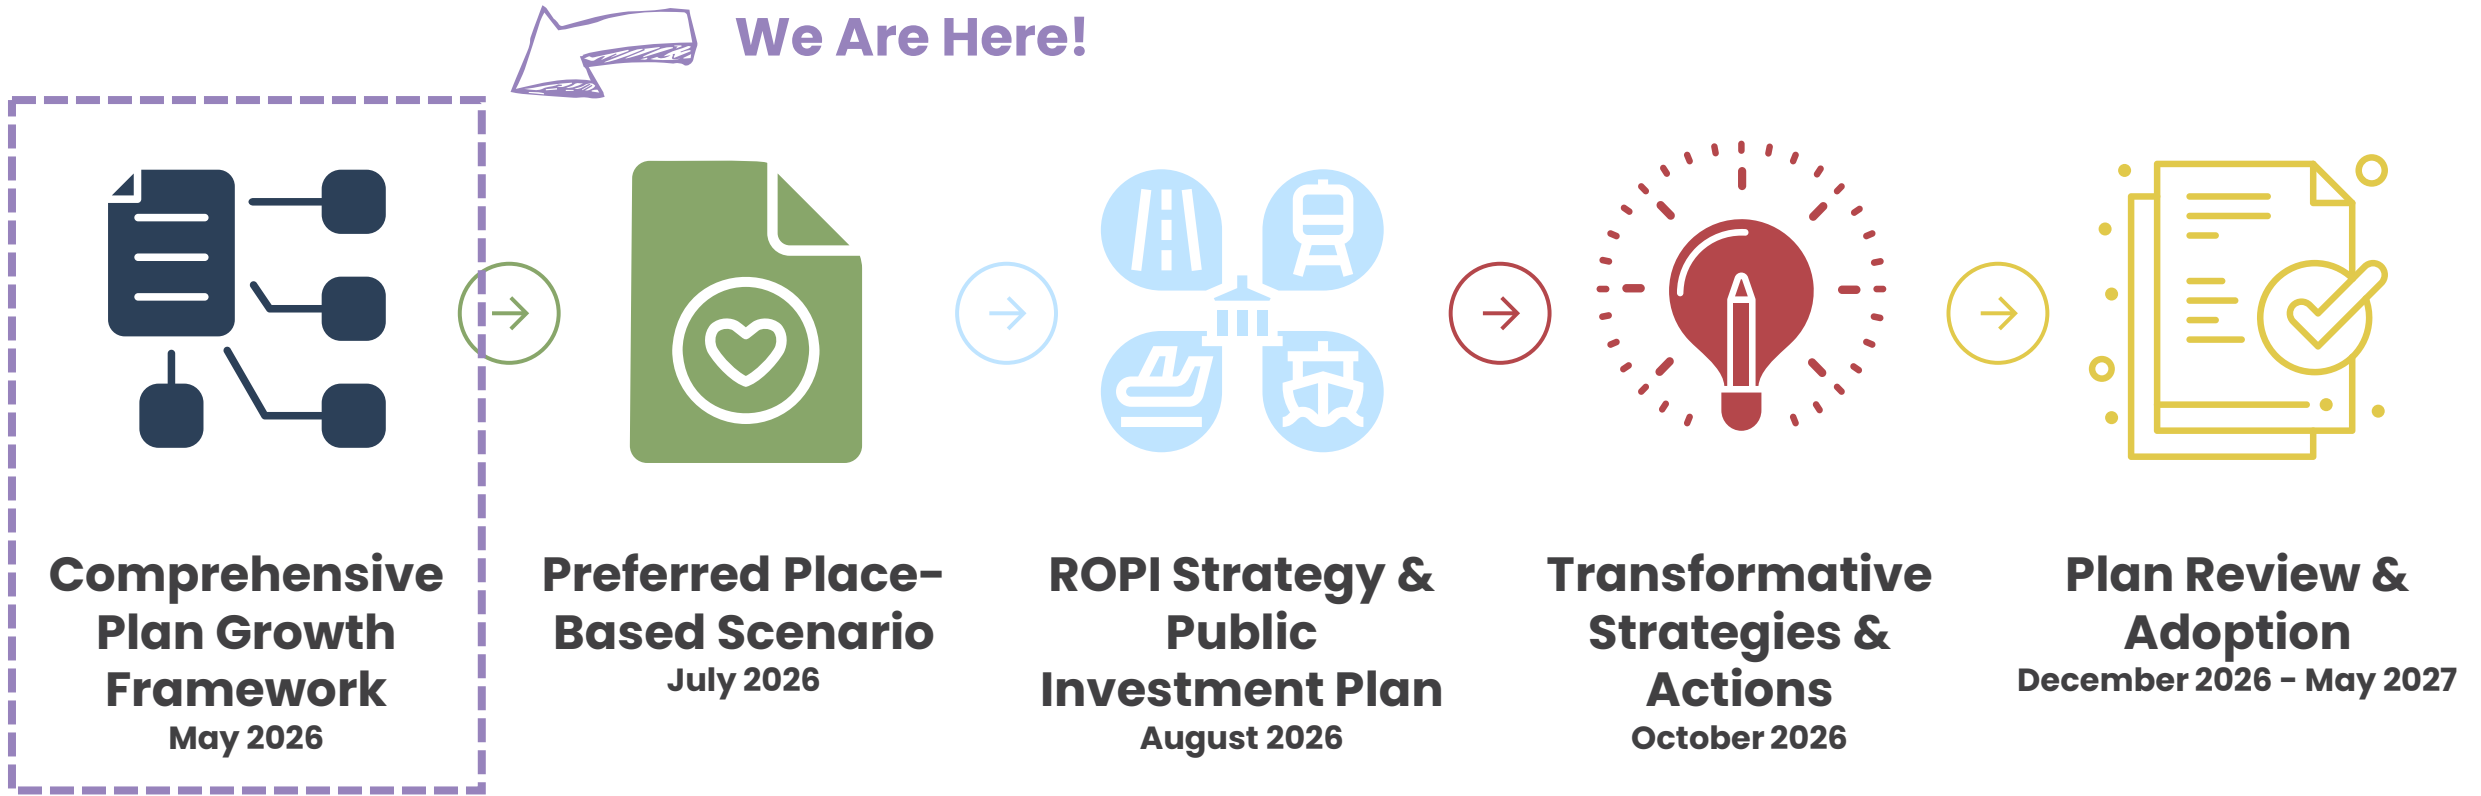 We Are Here!
Comprehensive
Plan Growth
Framework
May 2026
Preferred Place-
Based Scenario
July 2026
ROPI Strategy &
Public
Investment Plan
August 2026
Transformative
Strategies &
Actions
October 2026
Plan Review &
Adoption
December 2026 - May 2027